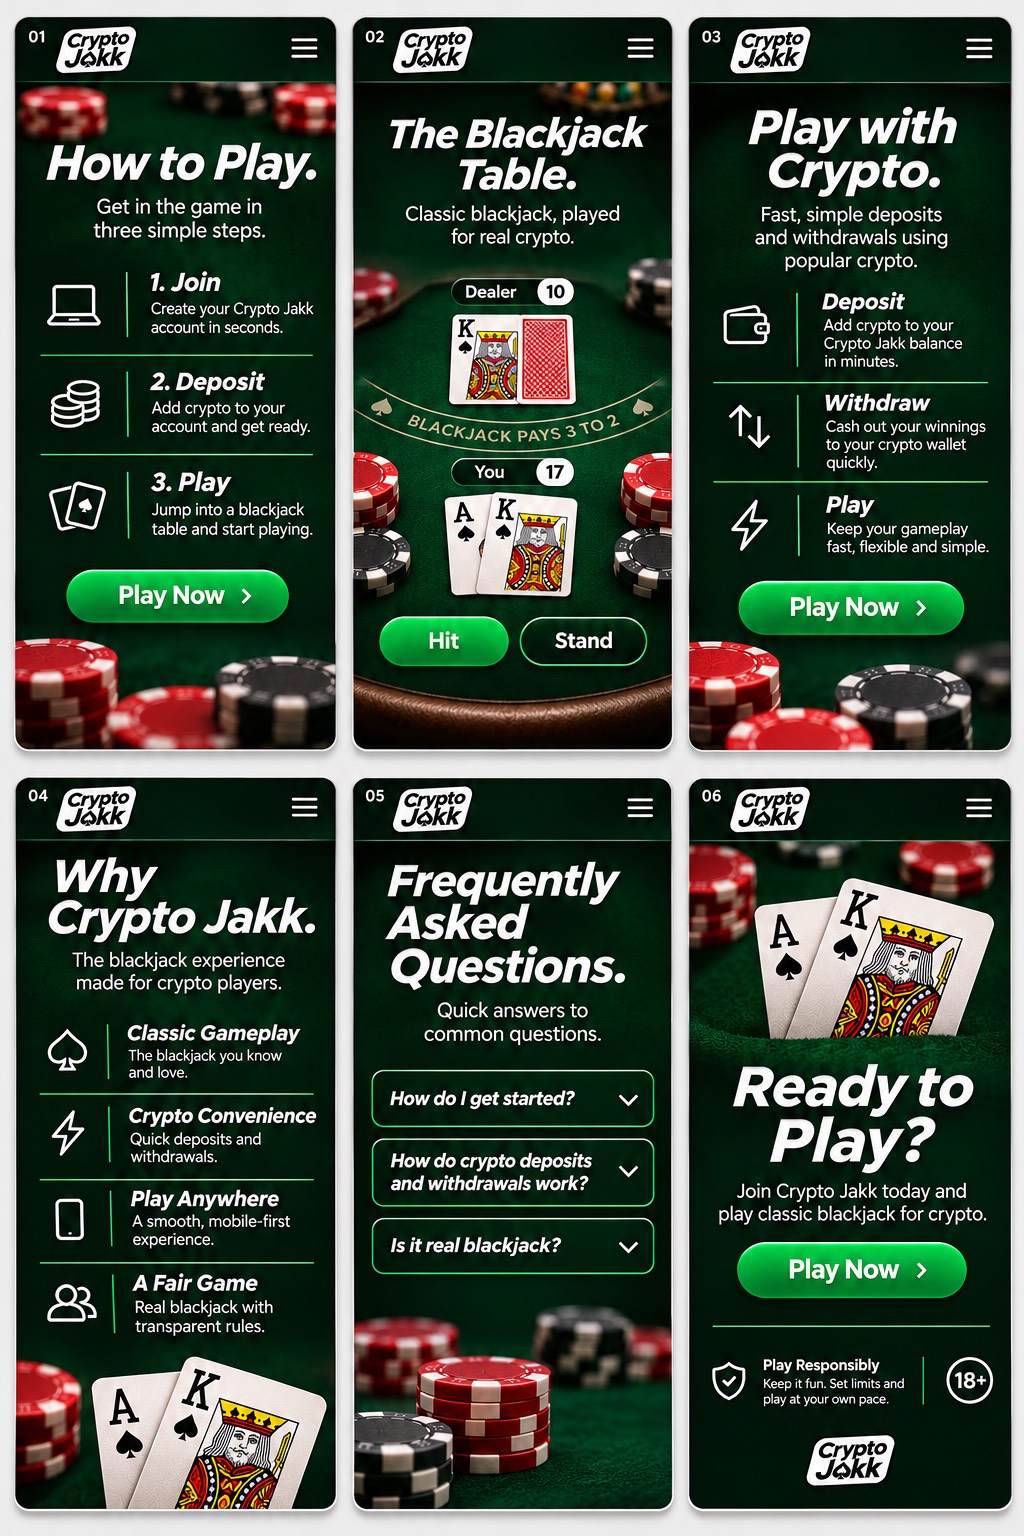 01
Crypto
Jakk
How to Play.
Get in the game in
three simple steps.
1. Join
Create your Crypto Jakk
account in seconds.
2. Deposit
Add crypto to your
account and get ready.
3. Play
Jump into a blackjack
table and start playing.
Play Now
02
Crypto
Jakk
The Blackjack
Table.
Classic blackjack, played
for real crypto.
Dealer 10
K
BLACKJACK PAYS 3 TO 2
You 17
A K
Hit
Stand
03
Crypto
Jakk
Play with
Crypto.
Fast, simple deposits
and withdrawals using
popular crypto.
Deposit
Add crypto to your
Crypto Jakk balance
in minutes.
Withdraw
Cash out your winnings
to your crypto wallet
quickly.
Play
Keep your gameplay
fast, flexible and simple.
Play Now
04
Crypto
Jakk
Why
Crypto Jakk.
The blackjack experience
made for crypto players.
Classic Gameplay
The blackjack you know
and love.
Crypto Convenience
Quick deposits and
withdrawals.
Play Anywhere
A smooth, mobile-first
experience.
A Fair Game
Real blackjack with
transparent rules.
A K
05
Crypto
Jakk
Frequently
Asked
Questions.
Quick answers to
common questions.
How do I get started?
How do crypto deposits
and withdrawals work?
Is it real blackjack?
06
Crypto
Jakk
A K
Ready to
Play?
Join Crypto Jakk today and
play classic blackjack for crypto.
Play Now
Play Responsibly
Keep it fun. Set limits and
play at your own pace.
18+
Crypto
Jakk